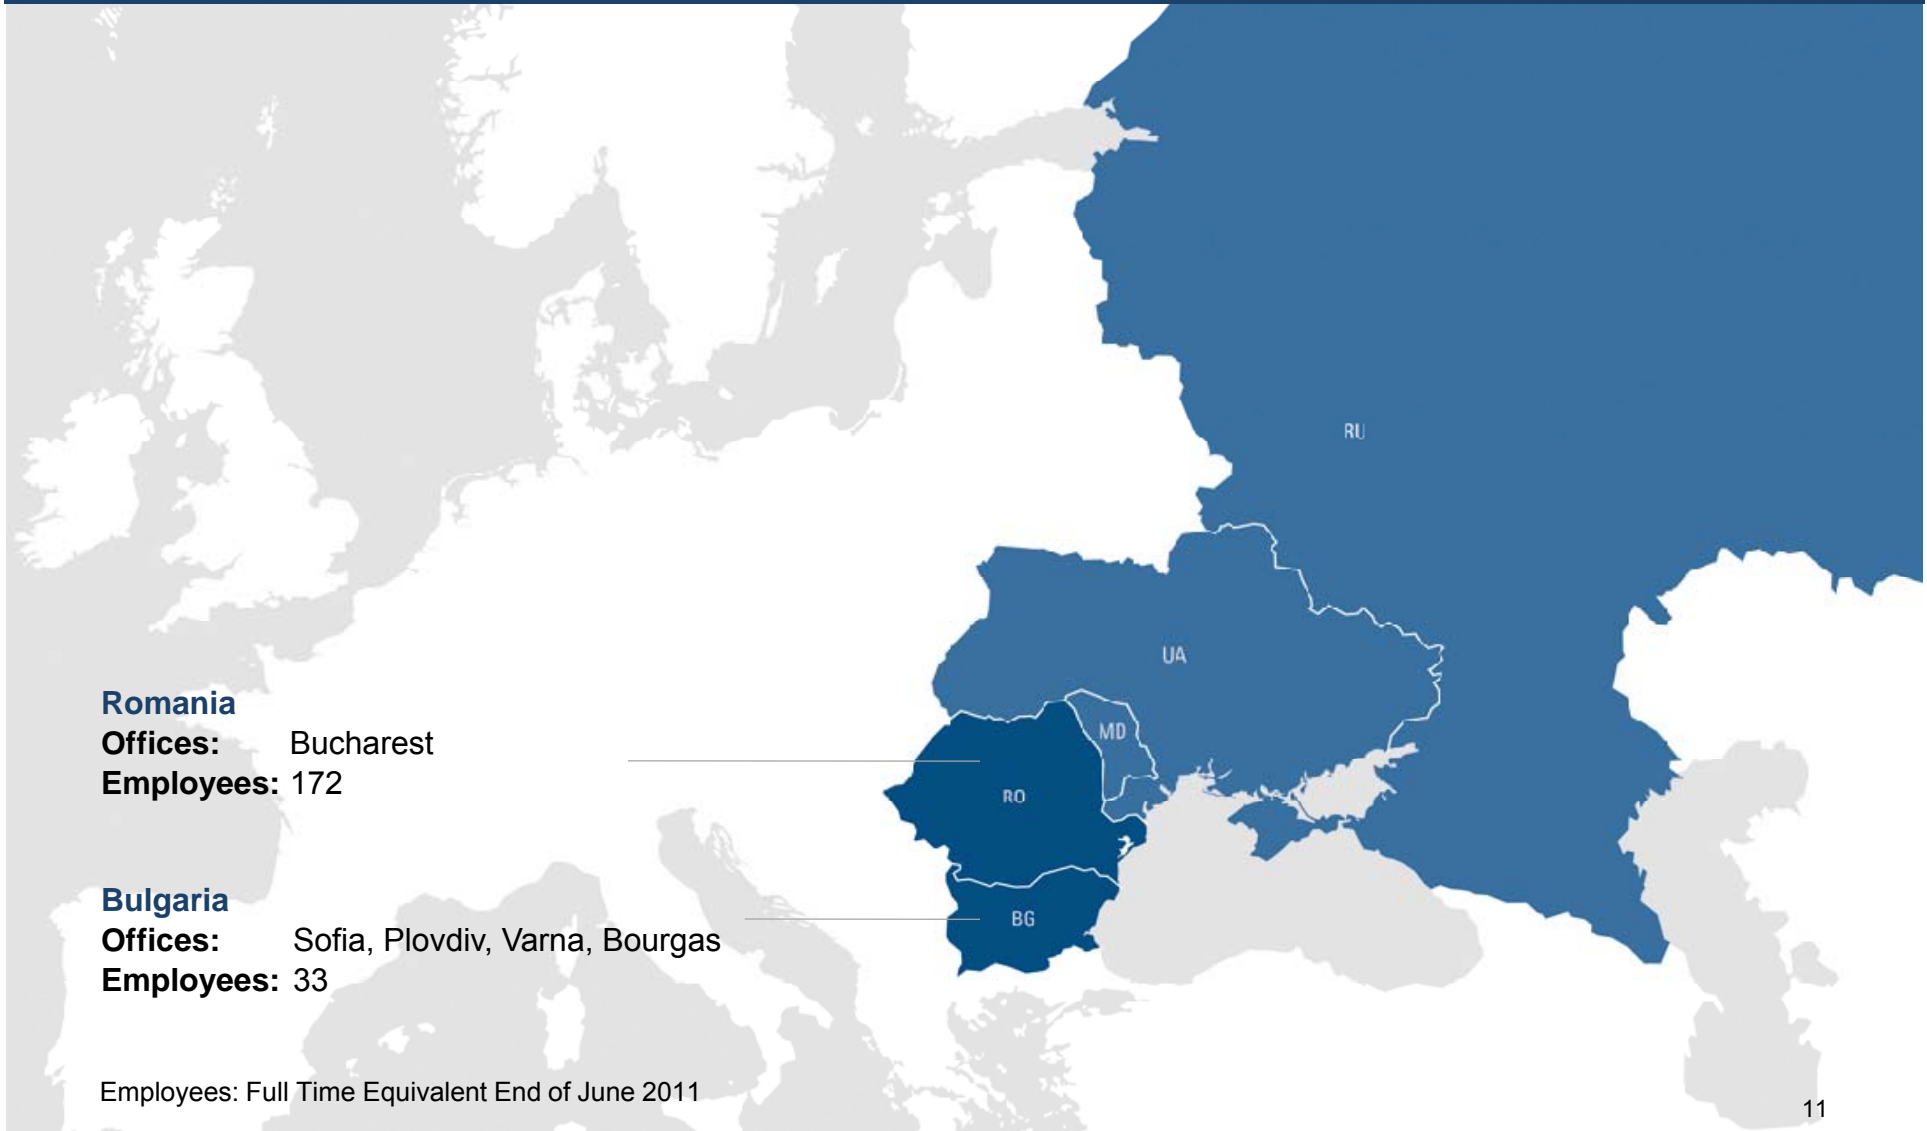 RU
UA
Romania
Offices: Bucharest
MD
Employees: 172
RO
Bulgaria
BG
Offices: Sofia, Plovdiv, Varna, Bourgas
Employees: 33
Employees: Full Time Equivalent End of June 2011
11